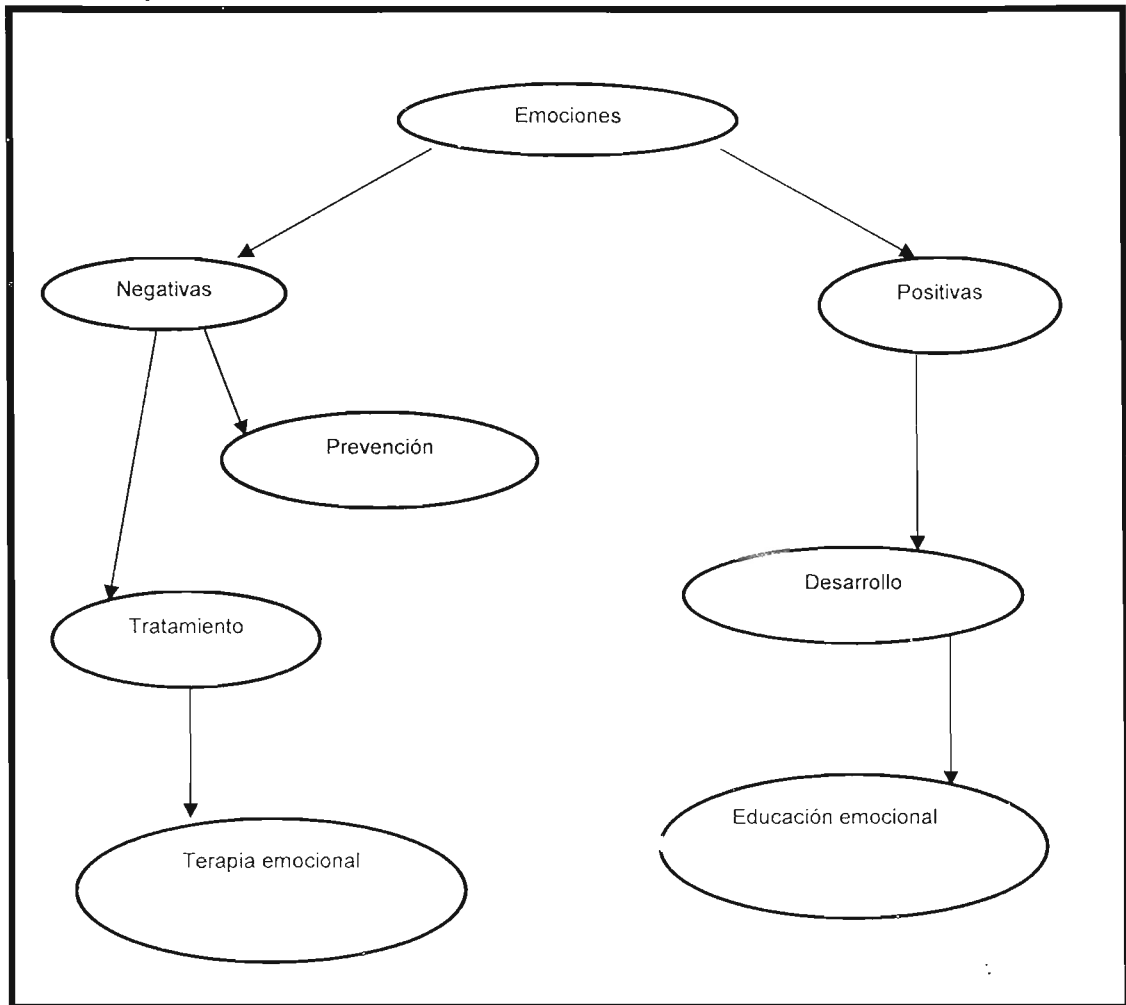 Emociones
Negativas
Positivas
Prevención
Desarrollo
Tratamiento
Educación emocional
Terapia emocional